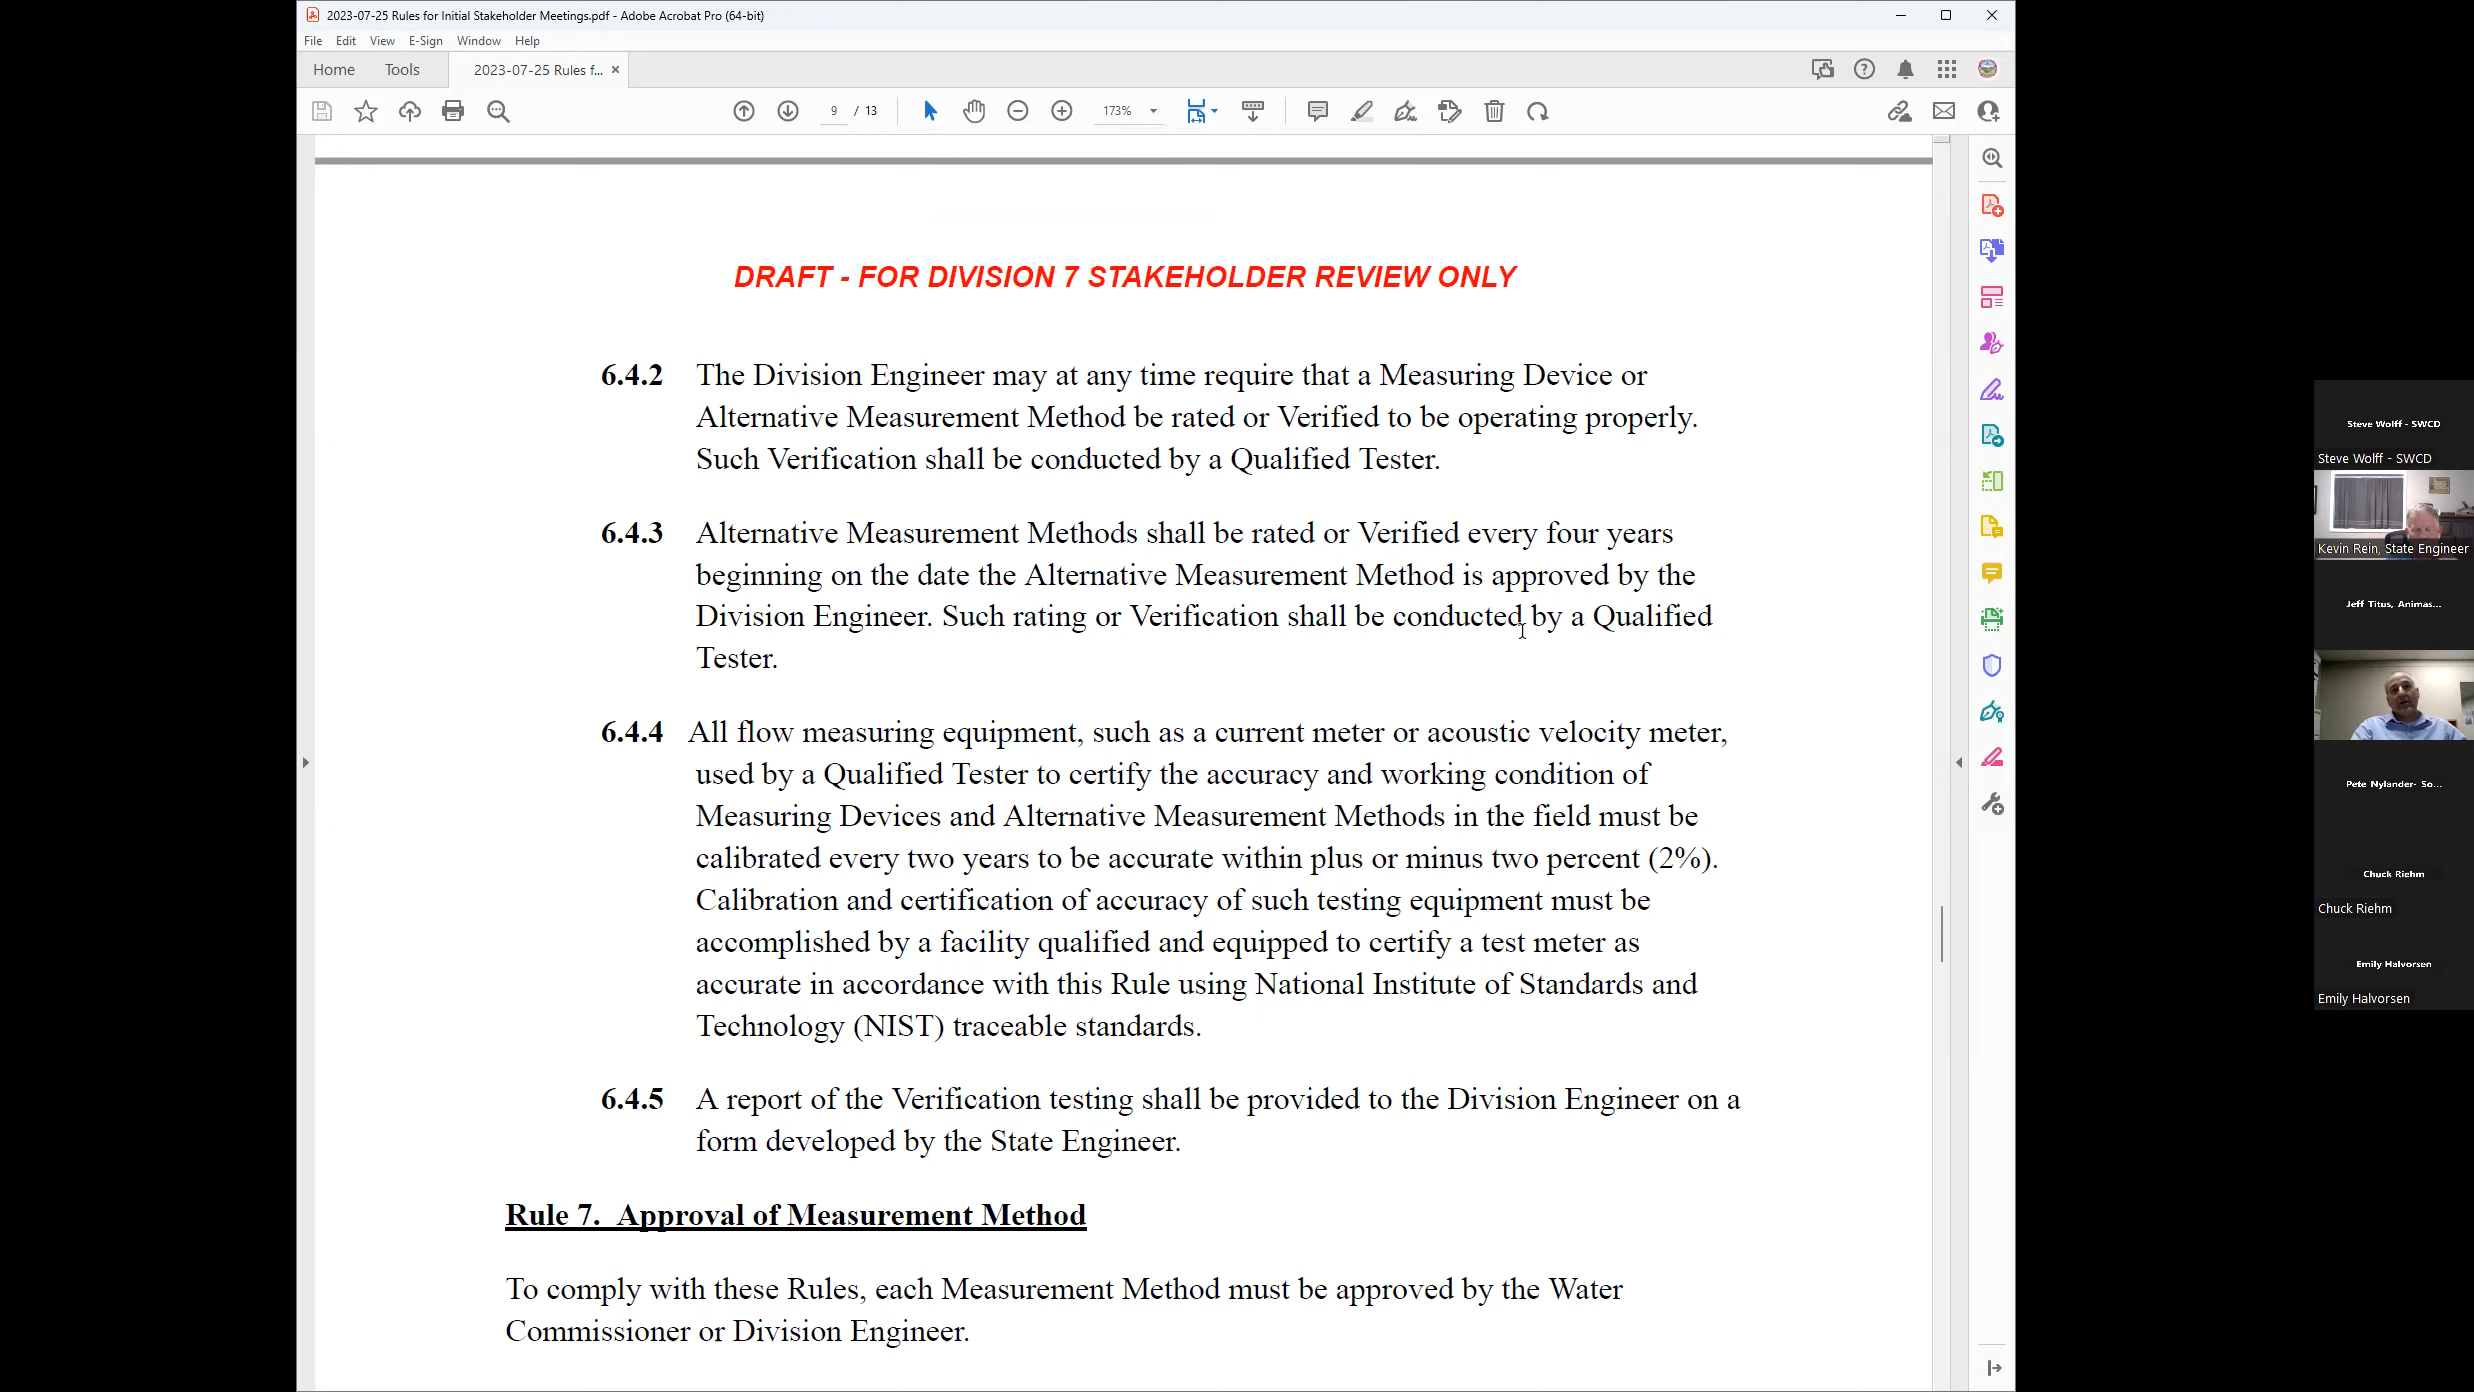 2023-07-25 Rules for Initial Stakeholder Meetings.pdf - Adobe Acrobat Pro (64-bit)
File Edit View E-Sign Window Help
Home Tools 2023-07-25 Rules f... ×
9 / 13 173%
DRAFT - FOR DIVISION 7 STAKEHOLDER REVIEW ONLY
6.4.2 The Division Engineer may at any time require that a Measuring Device or
Alternative Measurement Method be rated or Verified to be operating properly.
Such Verification shall be conducted by a Qualified Tester.
6.4.3 Alternative Measurement Methods shall be rated or Verified every four years
beginning on the date the Alternative Measurement Method is approved by the
Division Engineer. Such rating or Verification shall be conducted by a Qualified
Tester.
6.4.4 All flow measuring equipment, such as a current meter or acoustic velocity meter,
used by a Qualified Tester to certify the accuracy and working condition of
Measuring Devices and Alternative Measurement Methods in the field must be
calibrated every two years to be accurate within plus or minus two percent (2%).
Calibration and certification of accuracy of such testing equipment must be
accomplished by a facility qualified and equipped to certify a test meter as
accurate in accordance with this Rule using National Institute of Standards and
Technology (NIST) traceable standards.
6.4.5 A report of the Verification testing shall be provided to the Division Engineer on a
form developed by the State Engineer.
Rule 7. Approval of Measurement Method
To comply with these Rules, each Measurement Method must be approved by the Water
Commissioner or Division Engineer.
Steve Wolff - SWCD
Steve Wolff - SWCD
Kevin Rein, State Engineer
Jeff Titus, Animas...
Pete Nylander- So...
Chuck Riehm
Chuck Riehm
Emily Halvorsen
Emily Halvorsen